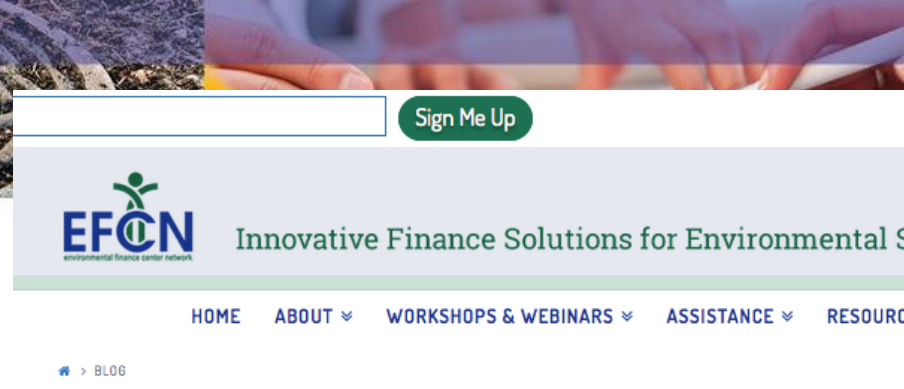 Sign Me Up
EFCN
environmental finance center network
Innovative Finance Solutions for Environmental S
HOME ABOUT WORKSHOPS & WEBINARS ASSISTANCE RESOURC
> BLOG